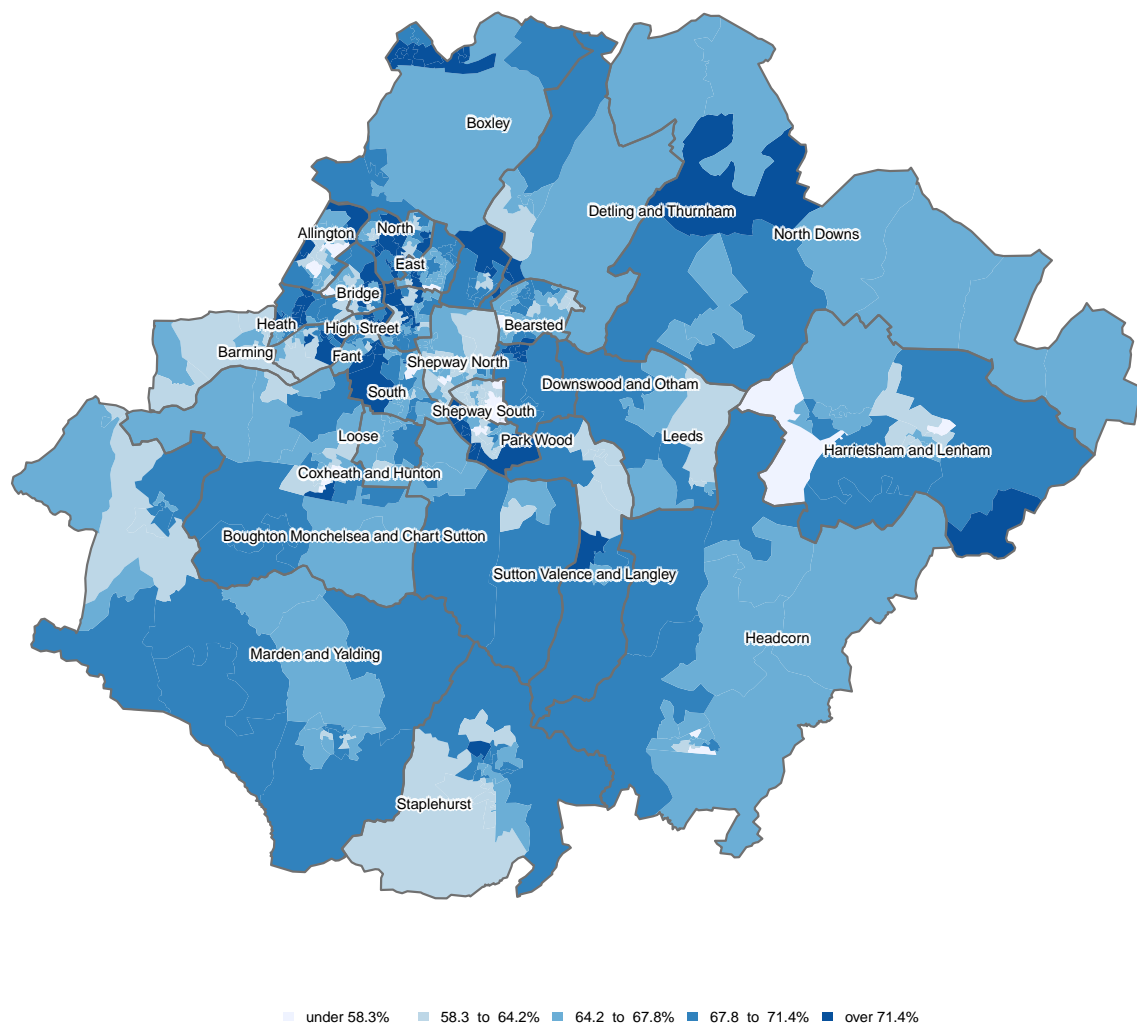 Boxley
Detling and Thurnham
Allington
North
North Downs
East
Bridge
Heath
High Street
Bearsted
Barming
Fant
Shepway North
South
Downswood and Otham
Shepway South
Loose
Park Wood
Leeds
Harrietsham and Lenham
Coxheath and Hunton
Boughton Monchelsea and Chart Sutton
Sutton Valence and Langley
Headcorn
Marden and Yalding
Staplehurst
under 58.3% 58.3 to 64.2% 64.2 to 67.8% 67.8 to 71.4% over 71.4%